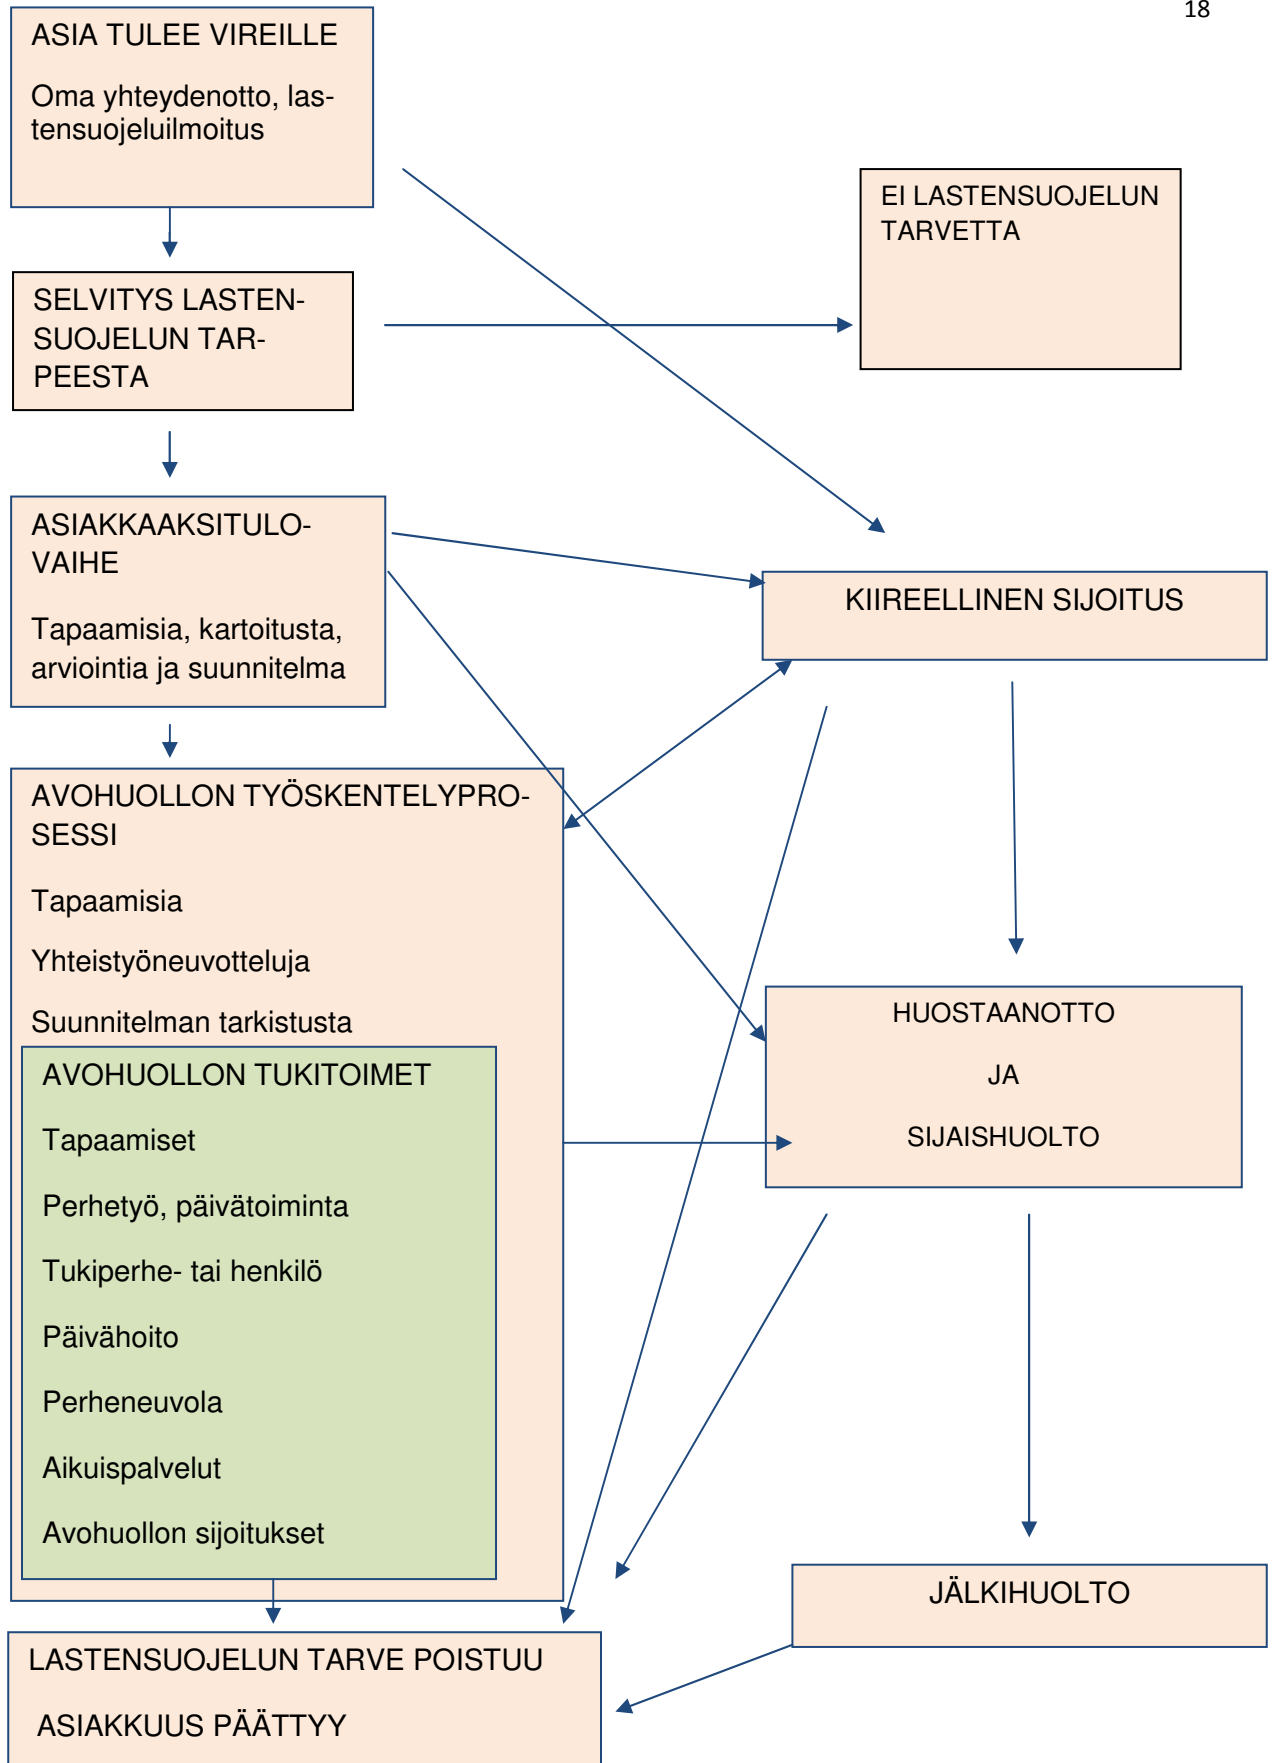 18
ASIA TULEE VIREILLE
Oma yhteydenotto, las-
tensuojeluilmoitus
EI LASTENSUOJELUN
TARVETTA
SELVITYS LASTEN-
SUOJELUN TAR-
PEESTA
ASIAKKAAKSITULO-
VAIHE
Tapaamisia, kartoitusta,
arviointia ja suunnitelma
KIIREELLINEN SIJOITUS
AVOHUOLLON TYÖSKENTELYPRO-
SESSI
Tapaamisia
Yhteistyöneuvotteluja
Suunnitelman tarkistusta
AVOHUOLLON TUKITOIMET
Tapaamiset
Perhetyö, päivätoiminta
Tukiperhe- tai henkilö
Päivähoito
Perheneuvola
Aikuispalvelut
Avohuollon sijoitukset
HUOSTAANOTTO
JA
SIJAISHUOLTO
JÄLKIHUOLTO
LASTENSUOJELUN TARVE POISTUU
ASIAKKUUS PÄÄTTYY